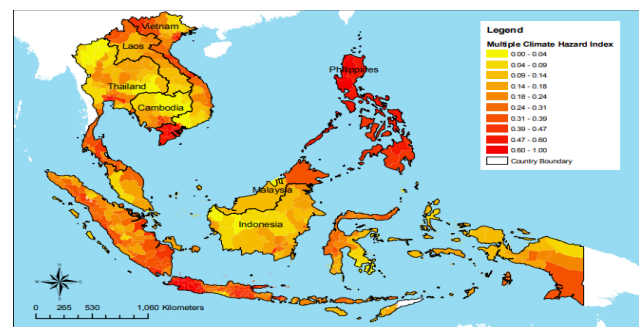 Vietnam
Laos
Thailand
Cambodia
Philippines
Malaysia
Indonesia
Legend
Multiple Climate Hazard Index
0.00 - 0.04
0.04 - 0.09
0.09 - 0.14
0.14 - 0.18
0.18 - 0.24
0.24 - 0.31
0.31 - 0.39
0.39 - 0.47
0.47 - 0.60
0.60 - 1.00
Country Boundary
N
S
0 265 530 1,060 Kilometers